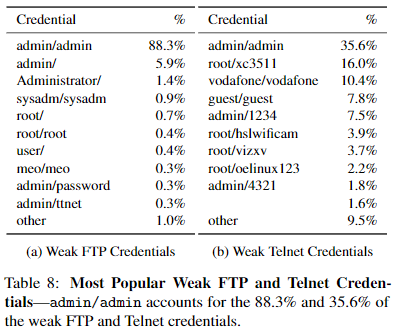 Credential %
admin/admin 88.3%
admin/ 5.9%
Administrator/ 1.4%
sysadm/sysadm 0.9%
root/ 0.7%
root/root 0.4%
user/ 0.4%
meo/meo 0.3%
admin/password 0.3%
admin/ttnet 0.3%
other 1.0%
(a) Weak FTP Credentials
Credential %
admin/admin 35.6%
root/xc3511 16.0%
vodafone/vodafone 10.4%
guest/guest 7.8%
admin/1234 7.5%
root/hslwificam 3.9%
root/vizxv 3.7%
root/oelinux123 2.2%
admin/4321 1.8%
1.6%
other 9.5%
(b) Weak Telnet Credentials
Table 8: Most Popular Weak FTP and Telnet Creden-
tials—admin/admin accounts for the 88.3% and 35.6% of
the weak FTP and Telnet credentials.